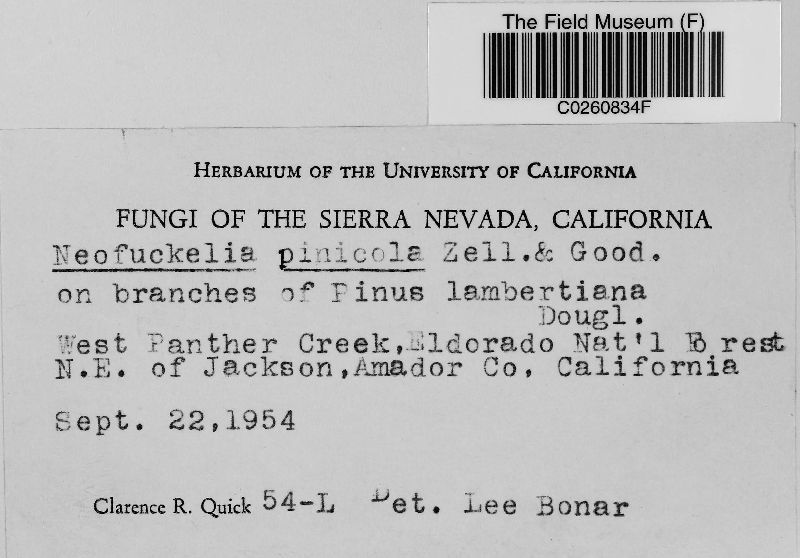 The Field Museum (F)
C0260834F
HERBARIUM OF THE UNIVERSITY OF CALIFORNIA
FUNGI OF THE SIERRA NEVADA, CALIFORNIA
Neofuckelia pinicola Zell.& Good.
on branches of Pinus lambertiana
Dougl.
West Panther Creek,Eldorado Nat'l Forest
N.E. of Jackson,Amador Co, California
Sept. 22,1954
Clarence R. Quick 54-L Det. Lee Bonar